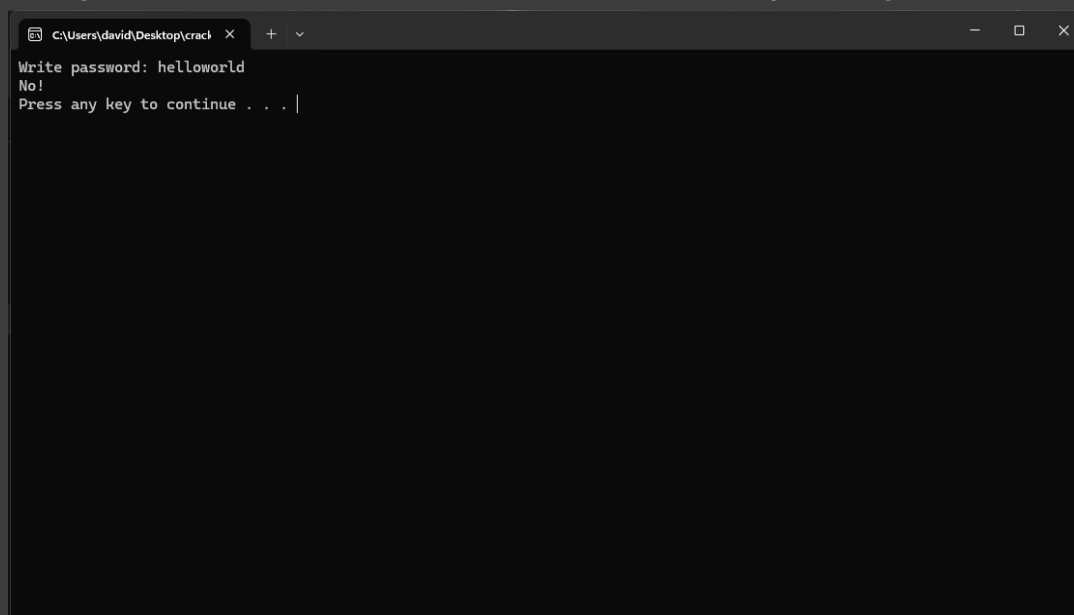 C:\Users\david\Desktop\crack
Write password: helloworld
No!
Press any key to continue . . .